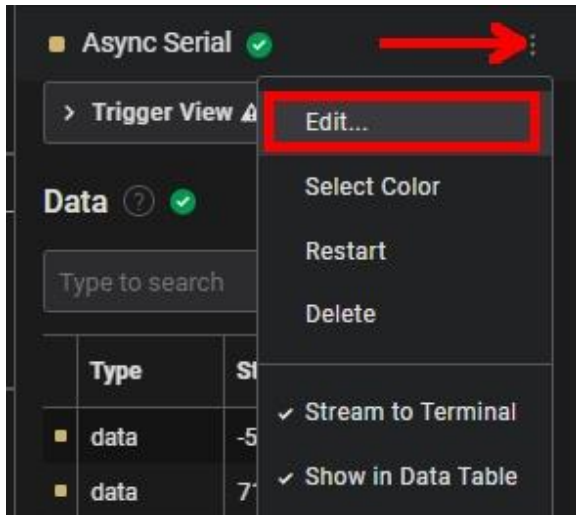 Async Serial
Trigger View
Edit...
Select Color
Data
Restart
Type to search
Delete
Type
Stream to Terminal
data
Show in Data Table
data